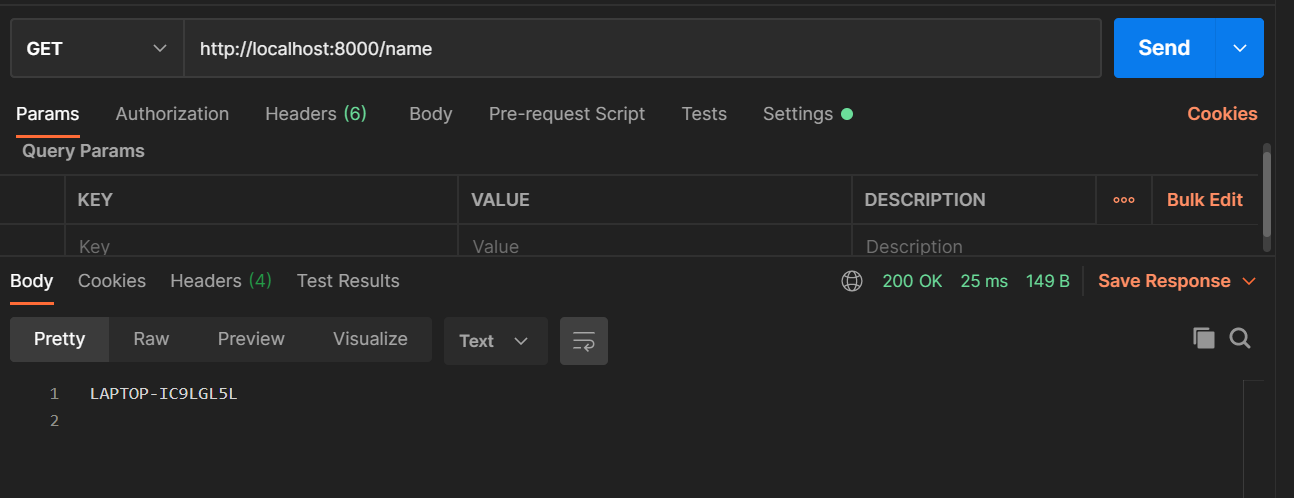 GET http://localhost:8000/name Send
Params Authorization Headers (6) Body Pre-request Script Tests Settings Cookies
Query Params
KEY VALUE DESCRIPTION ooo Bulk Edit
Key Value Description
Body Cookies Headers (4) Test Results 200 OK 25 ms 149 B Save Response
Pretty Raw Preview Visualize Text
1 LAPTOP-IC9LGL5L
2